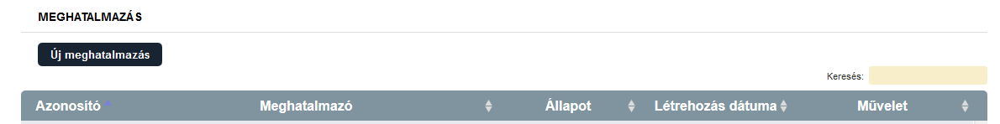 MEGHATALMAZÁS
Új meghatalmazás
Keresés:
Azonosító Meghatalmazó Állapot Létrehozás dátuma Művelet